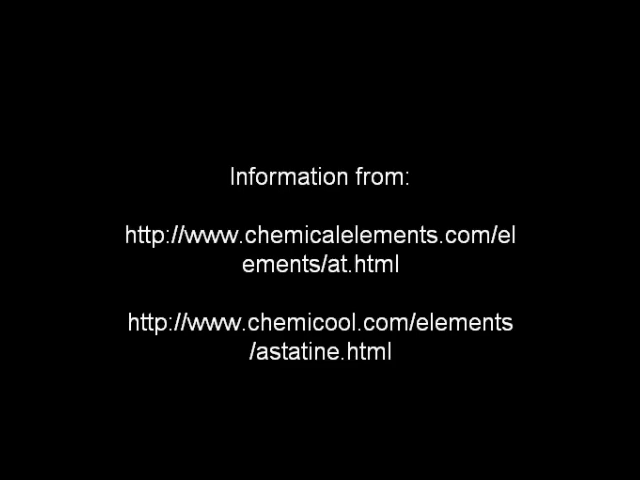 Information from:
http://www.chemicalelements.com/el
ements/at.html
http://www.chemicool.com/elements
/astatine.html